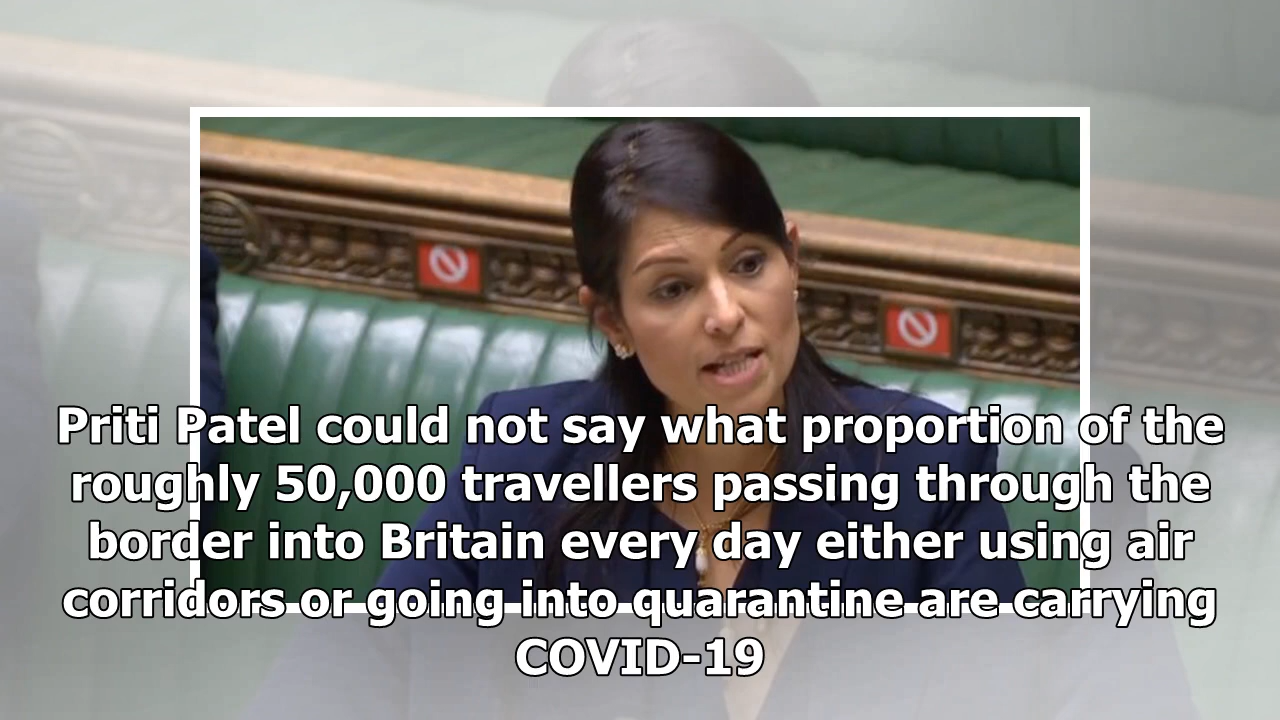 Priti Patel could not say what proportion of the
roughly 50,000 travellers passing through the
border into Britain every day either using air
corridors or going into quarantine are carrying
COVID-19